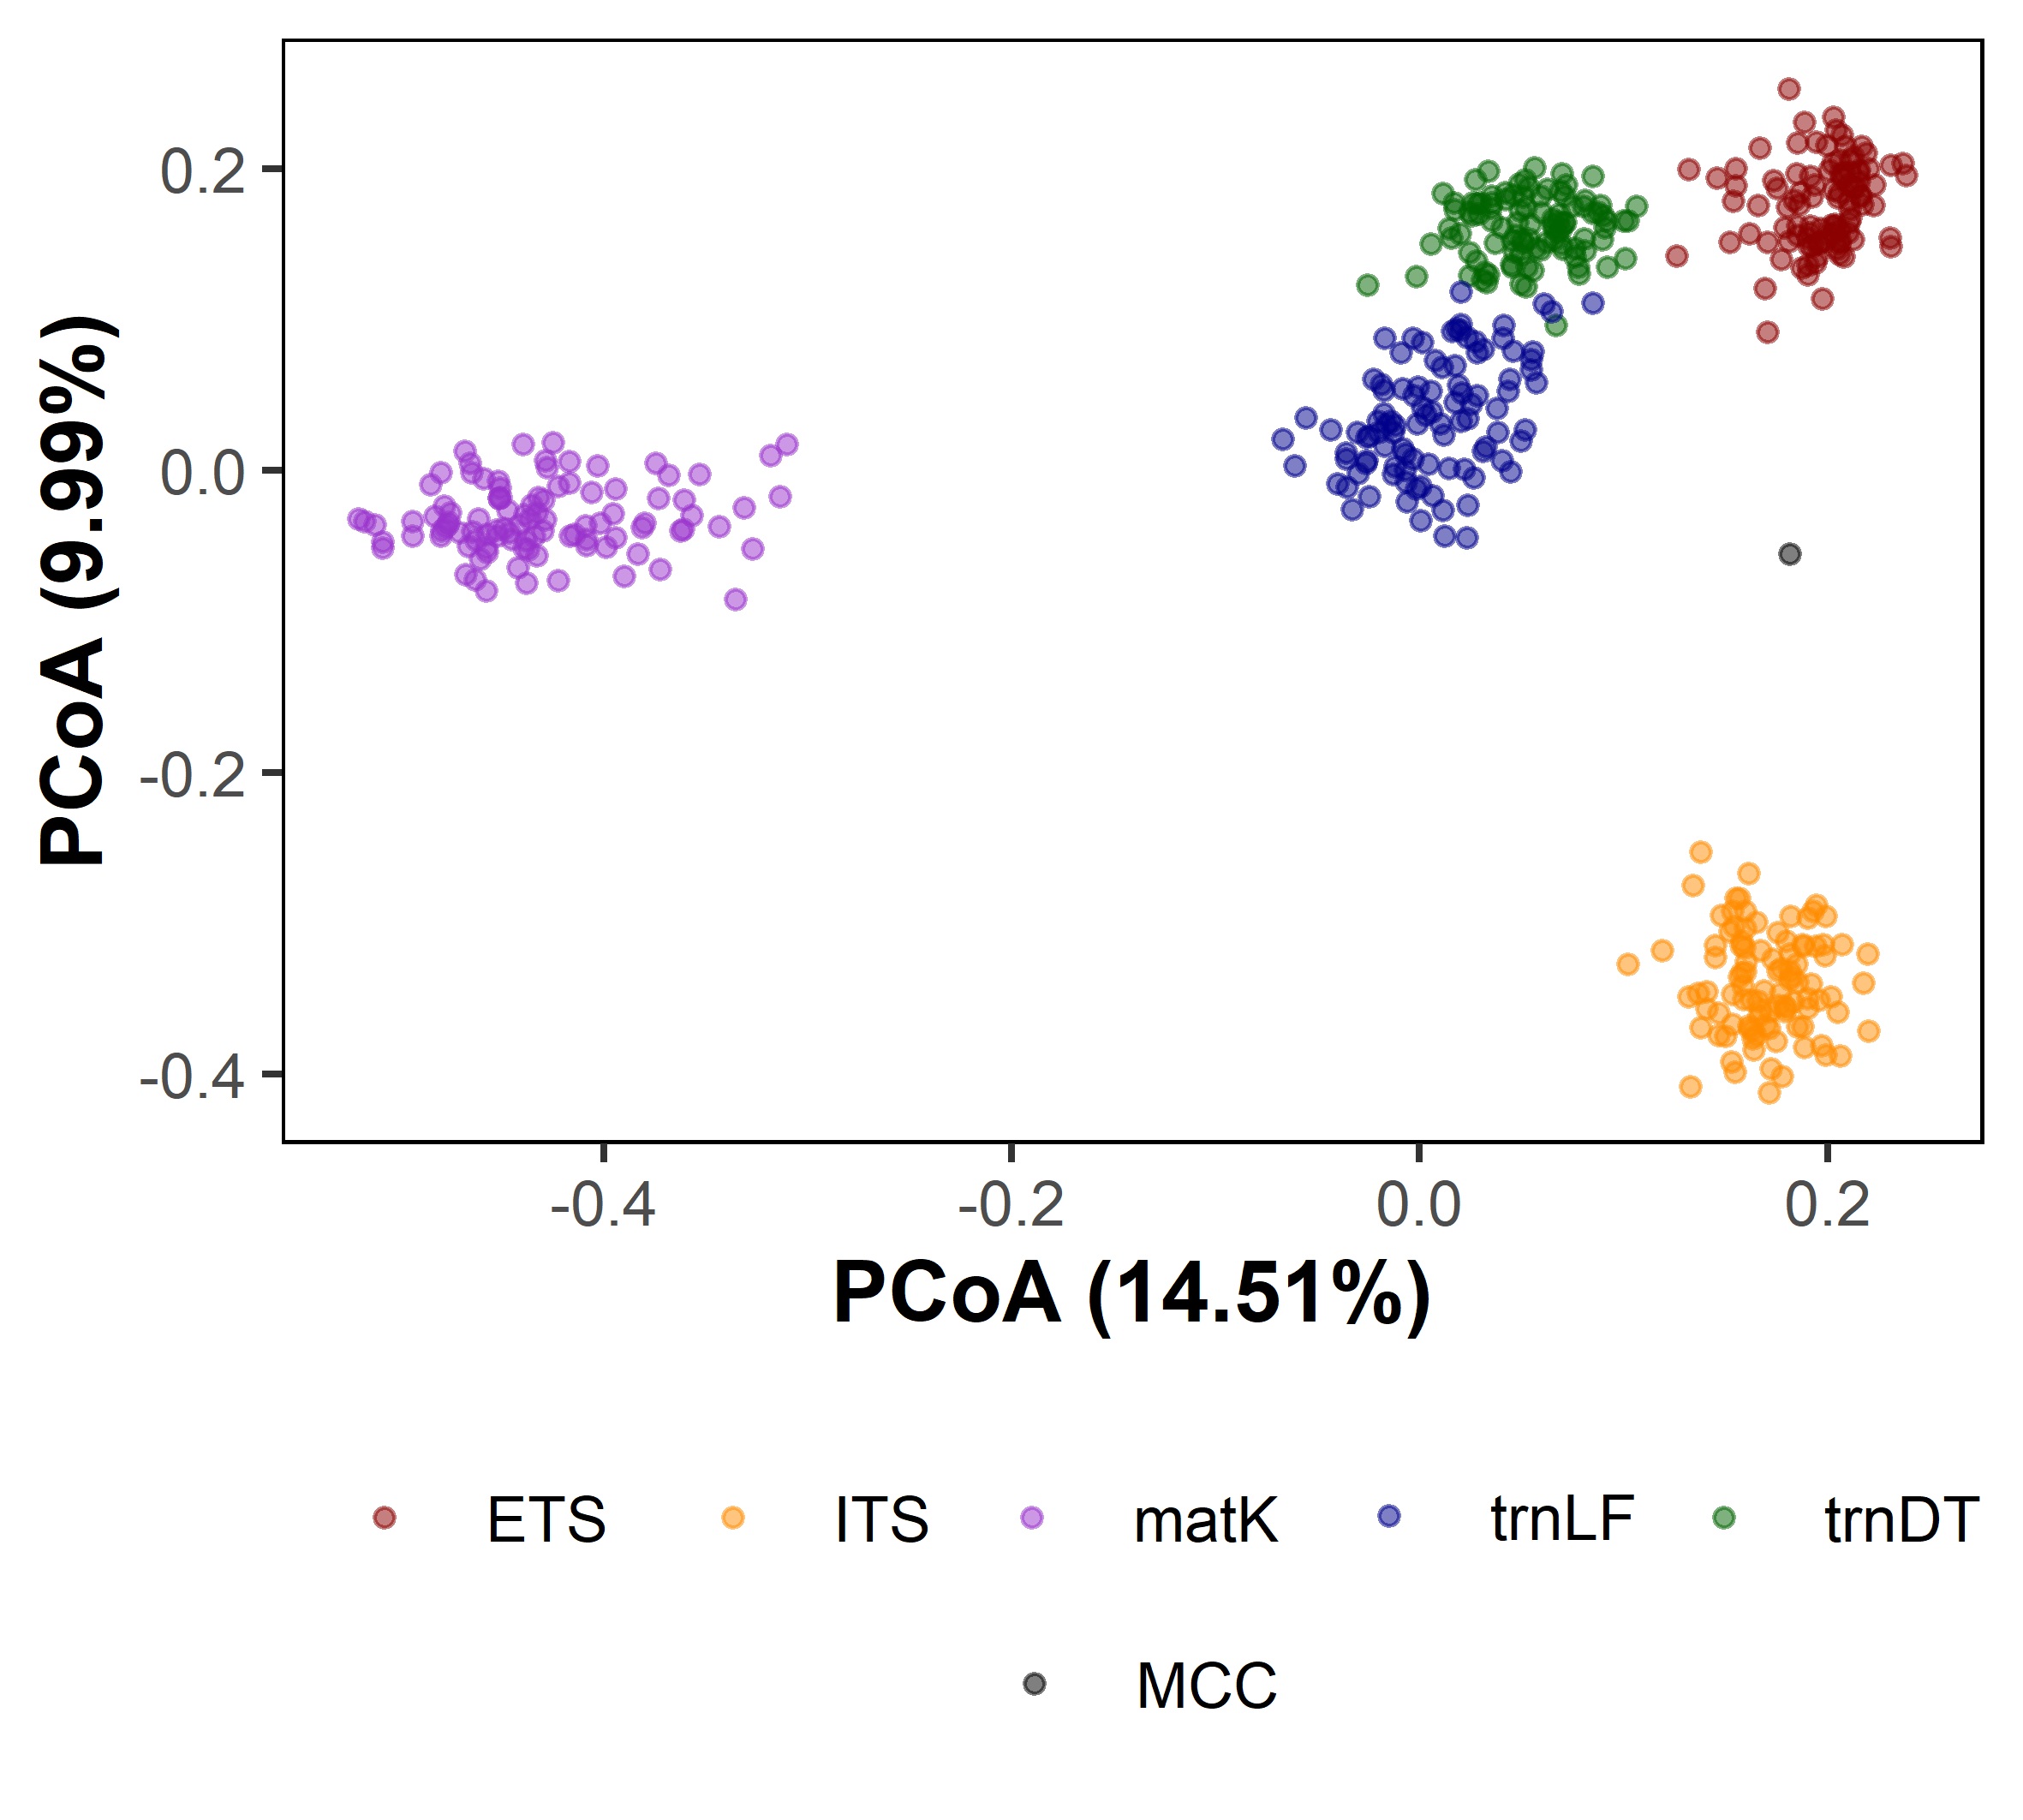 PCoA (9.99%)
0.2
0.0
-0.2
-0.4
-0.4 -0.2 0.0 0.2
PCoA (14.51%)
ETS ITS matK trnLF trnDT
MCC